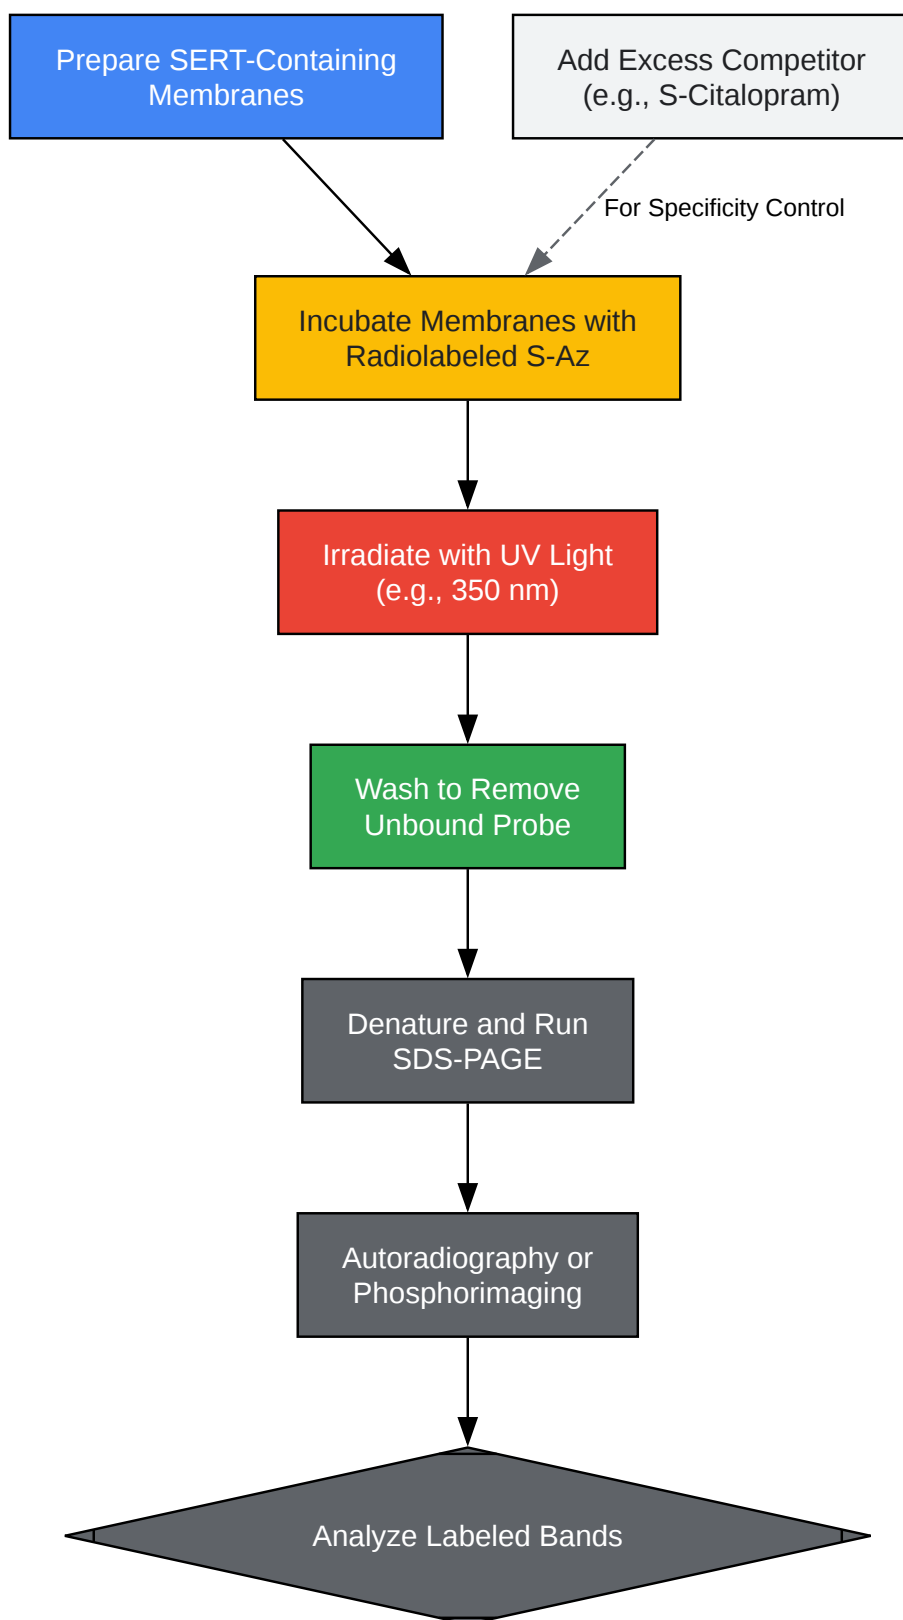 Prepare SERT-Containing
Membranes
Add Excess Competitor
(e.g., S-Citalopram)
For Specificity Control
Incubate Membranes with
Radiolabeled S-Az
Irradiate with UV Light
(e.g., 350 nm)
Wash to Remove
Unbound Probe
Denature and Run
SDS-PAGE
Autoradiography or
Phosphorimaging
Analyze Labeled Bands